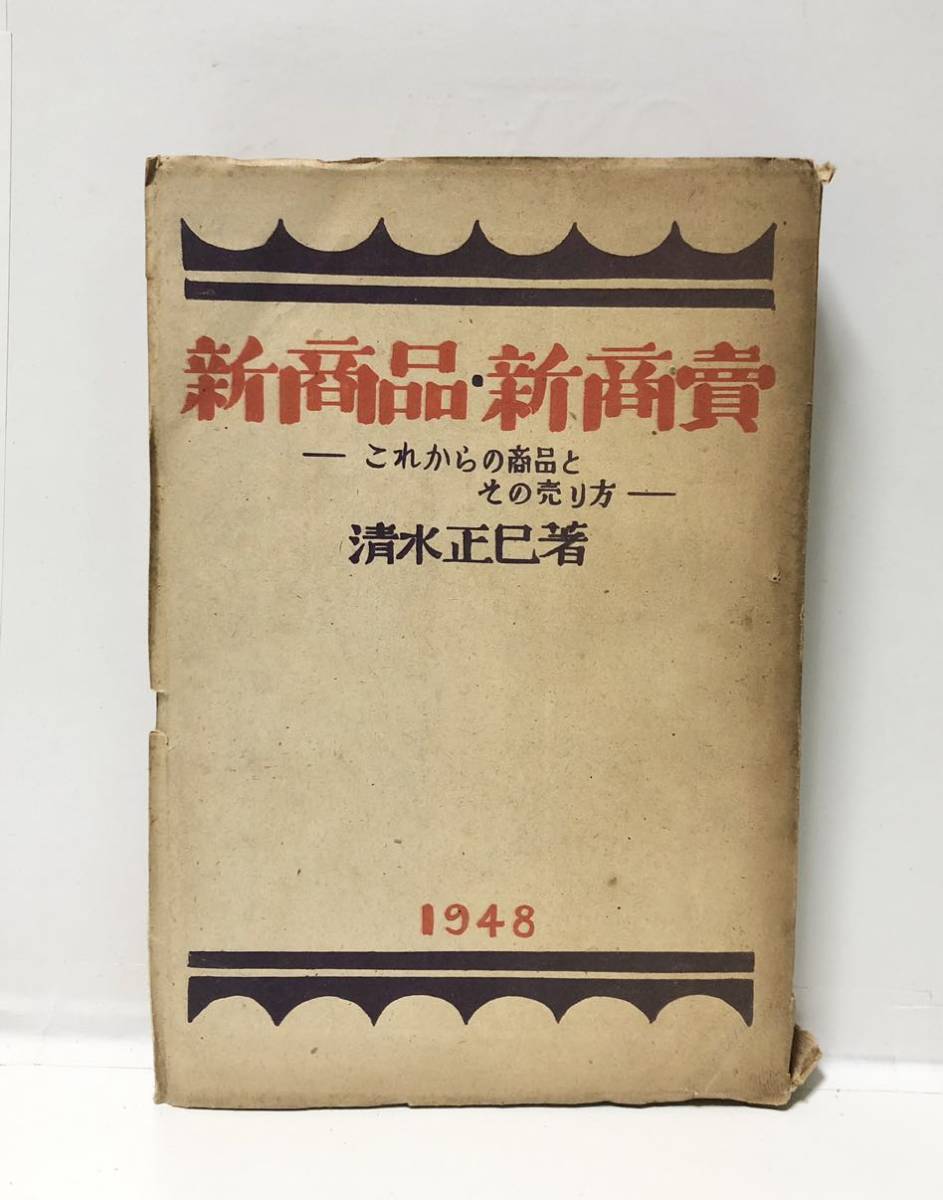 新商品・新商賣
― これからの商品と
その売り方 ―
清水正巳著
1948